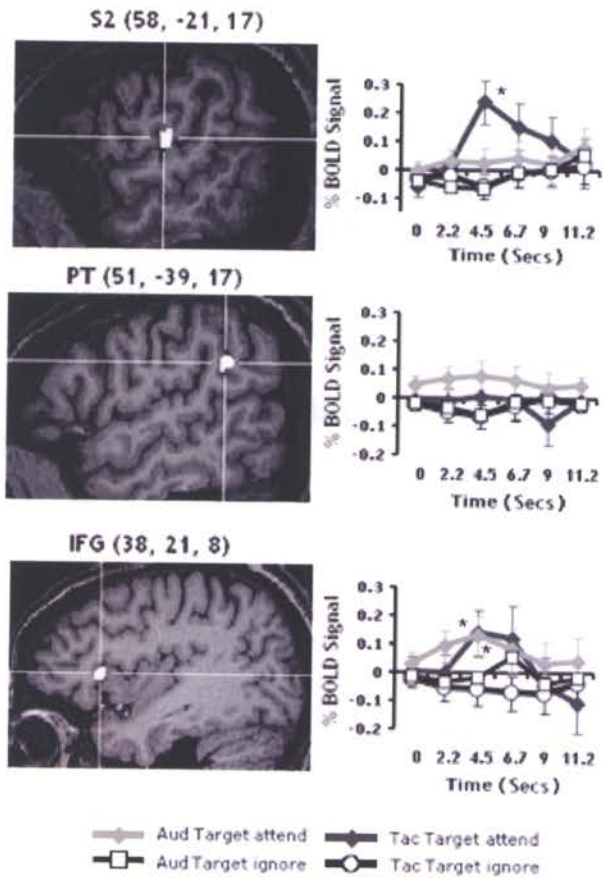 S2 (58, -21, 17)
% BOLD Signal
0.3
0.2
0.1
0
-0.1
0 2.2 4.5 6.7 9 11.2
*
Time (Secs)
PT (51, -39, 17)
% BOLD Signal
0.3
0.2
0.1
0
-0.1
-0.2
0 2.2 4.5 6.7 9 11.2
Time (Secs)
IFG (38, 21, 8)
% BOLD Signal
0.3
0.2
0.1
0
-0.1
-0.2
* *
0 2.2 4.5 6.7 9 11.2
Time (Secs)
Aud Target attend Tac Target attend
Aud Target ignore Tac Target ignore